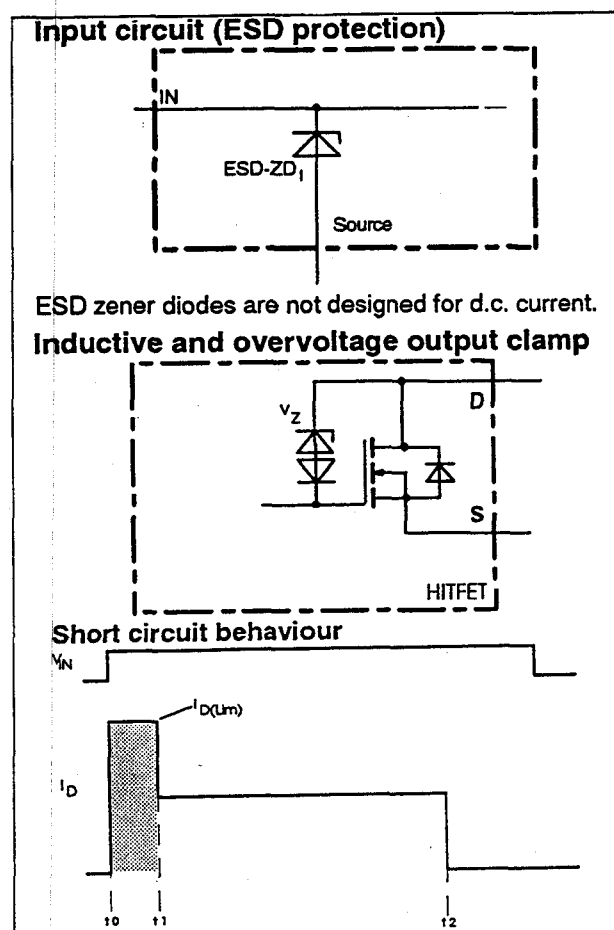 Input circuit (ESD protection)
IN
ESD-ZD1
Source
ESD zener diodes are not designed for d.c. current.
Inductive and overvoltage output clamp
VZ
D
S
HITFET
Short circuit behaviour
VIN
ID(Lim)
ID
t0
t1
t2